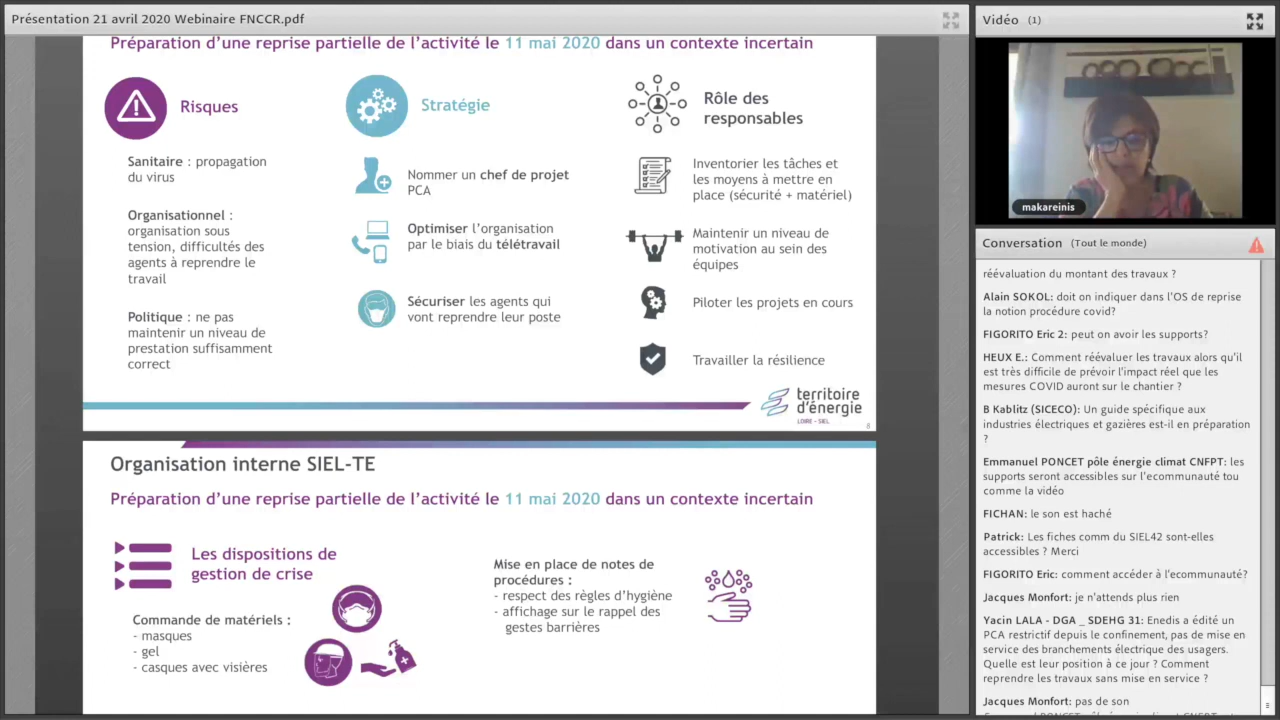 Présentation 21 avril 2020 Webinaire FNCCR.pdf
Préparation d'une reprise partielle de l'activité le 11 mai 2020 dans un contexte incertain
Risques
Sanitaire : propagation
du virus
Organisationnel :
organisation sous
tension, difficultés des
agents à reprendre le
travail
Politique : ne pas
maintenir un niveau de
prestation suffisamment
correct
Stratégie
Nommer un chef de projet
PCA
Optimiser l'organisation
par le biais du télétravail
Sécuriser les agents qui
vont reprendre leur poste
Rôle des
responsables
Inventorier les tâches et
les moyens à mettre en
place (sécurité + matériel)
Maintenir un niveau de
motivation au sein des
équipes
Piloter les projets en cours
Travailler la résilience
territoire
d'énergie
LOIRE - SIEL
8
Organisation interne SIEL-TE
Préparation d'une reprise partielle de l'activité le 11 mai 2020 dans un contexte incertain
Les dispositions de
gestion de crise
Commande de matériels :
- masques
- gel
- casques avec visières
Mise en place de notes de
procédures :
- respect des règles d'hygiène
- affichage sur le rappel des
gestes barrières
Vidéo (1)
makareinis
Conversation (Tout le monde)
réévaluation du montant des travaux ?
Alain SOKOL: doit on indiquer dans l'OS de reprise
la notion procédure covid?
FIGORITO Eric 2: peut on avoir les supports?
HEUX E.: Comment réévaluer les travaux alors qu'il
est très difficile de prévoir l'impact réel que les
mesures COVID auront sur le chantier ?
B Kablitz (SICECO): Un guide spécifique aux
industries électriques et gazières est-il en préparation
?
Emmanuel PONCET pôle énergie climat CNFPT: les
supports seront accessibles sur l'ecommunauté tou
comme la vidéo
FICHAN: le son est haché
Patrick: Les fiches comm du SIEL42 sont-elles
accessibles ? Merci
FIGORITO Eric: comment accéder à l'ecommunauté?
Jacques Monfort: je n'attends plus rien
Yacin LALA - DGA _ SDEHG 31: Enedis a édité un
PCA restrictif depuis le confinement, pas de mise en
service des branchements électrique des usagers.
Quelle est leur position à ce jour ? Comment
reprendre les travaux sans mise en service ?
Jacques Monfort: pas de son